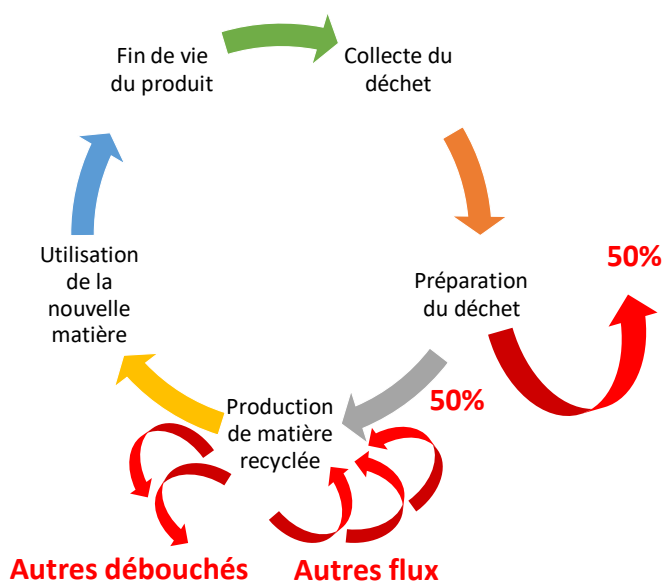 Fin de vie
du produit
Collecte du
déchet
Utilisation
de la
nouvelle
matière
Préparation
du déchet
50%
50%
Production
de matière
recyclée
Autres débouchés
Autres flux